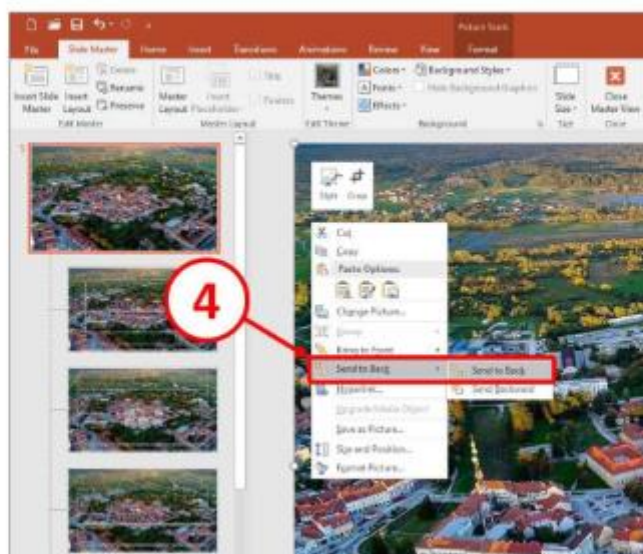 Picture Tools
File Slide Master Home Insert Transitions Animations Review View Format
Insert Slide Master
Insert Layout
Delete
Rename
Preserve
Edit Master
Master Layout
Insert Placeholder
Title
Footers
Master Layout
Themes
Edit Theme
Colors
Fonts
Effects
Background Styles
Hide Background Graphics
Background
Slide Size
Size
Close Master View
Close
1
Style Crop
Cut
Copy
Paste Options:
Change Picture...
Group
Bring to Front
4
Send to Back
Send to Back
Hyperlink...
Send Backward
Upgrade Media Object
Save as Picture...
Size and Position...
Format Picture...